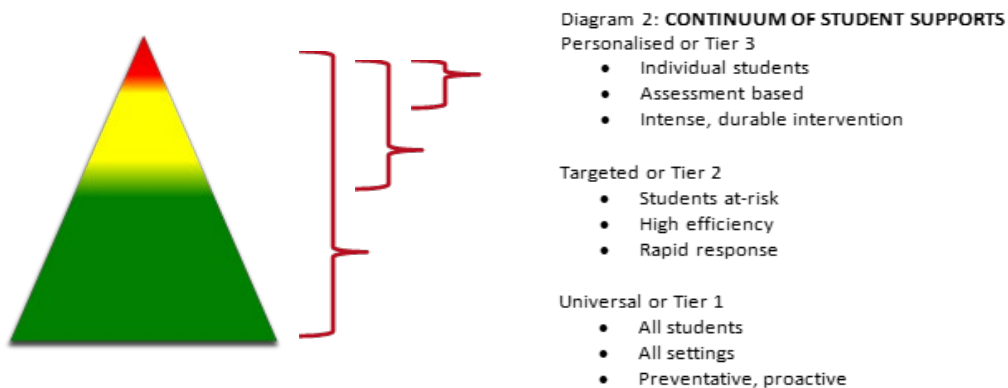 Diagram 2: CONTINUUM OF STUDENT SUPPORTS
Personalised or Tier 3
• Individual students
• Assessment based
• Intense, durable intervention
Targeted or Tier 2
• Students at-risk
• High efficiency
• Rapid response
Universal or Tier 1
• All students
• All settings
• Preventative, proactive